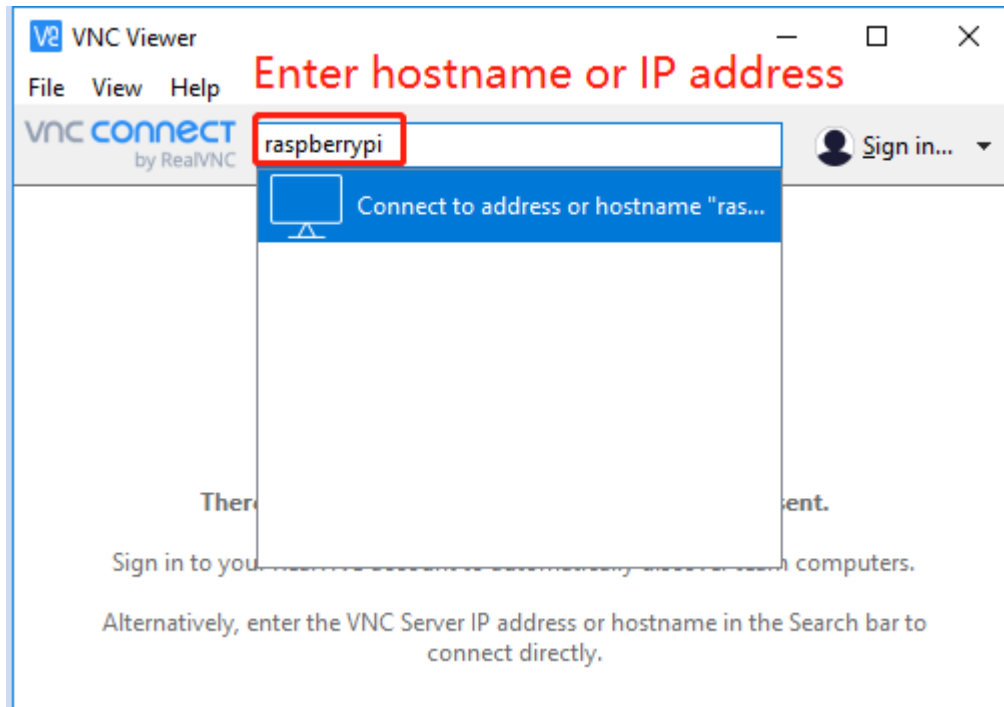 VNC Viewer
Enter hostname or IP address
File View Help
vnc connect
by RealVNC
raspberrypi
Sign in...
Connect to address or hostname "ras...
sent.
Sign in to you
computers.
Alternatively, enter the VNC Server IP address or hostname in the Search bar to
connect directly.